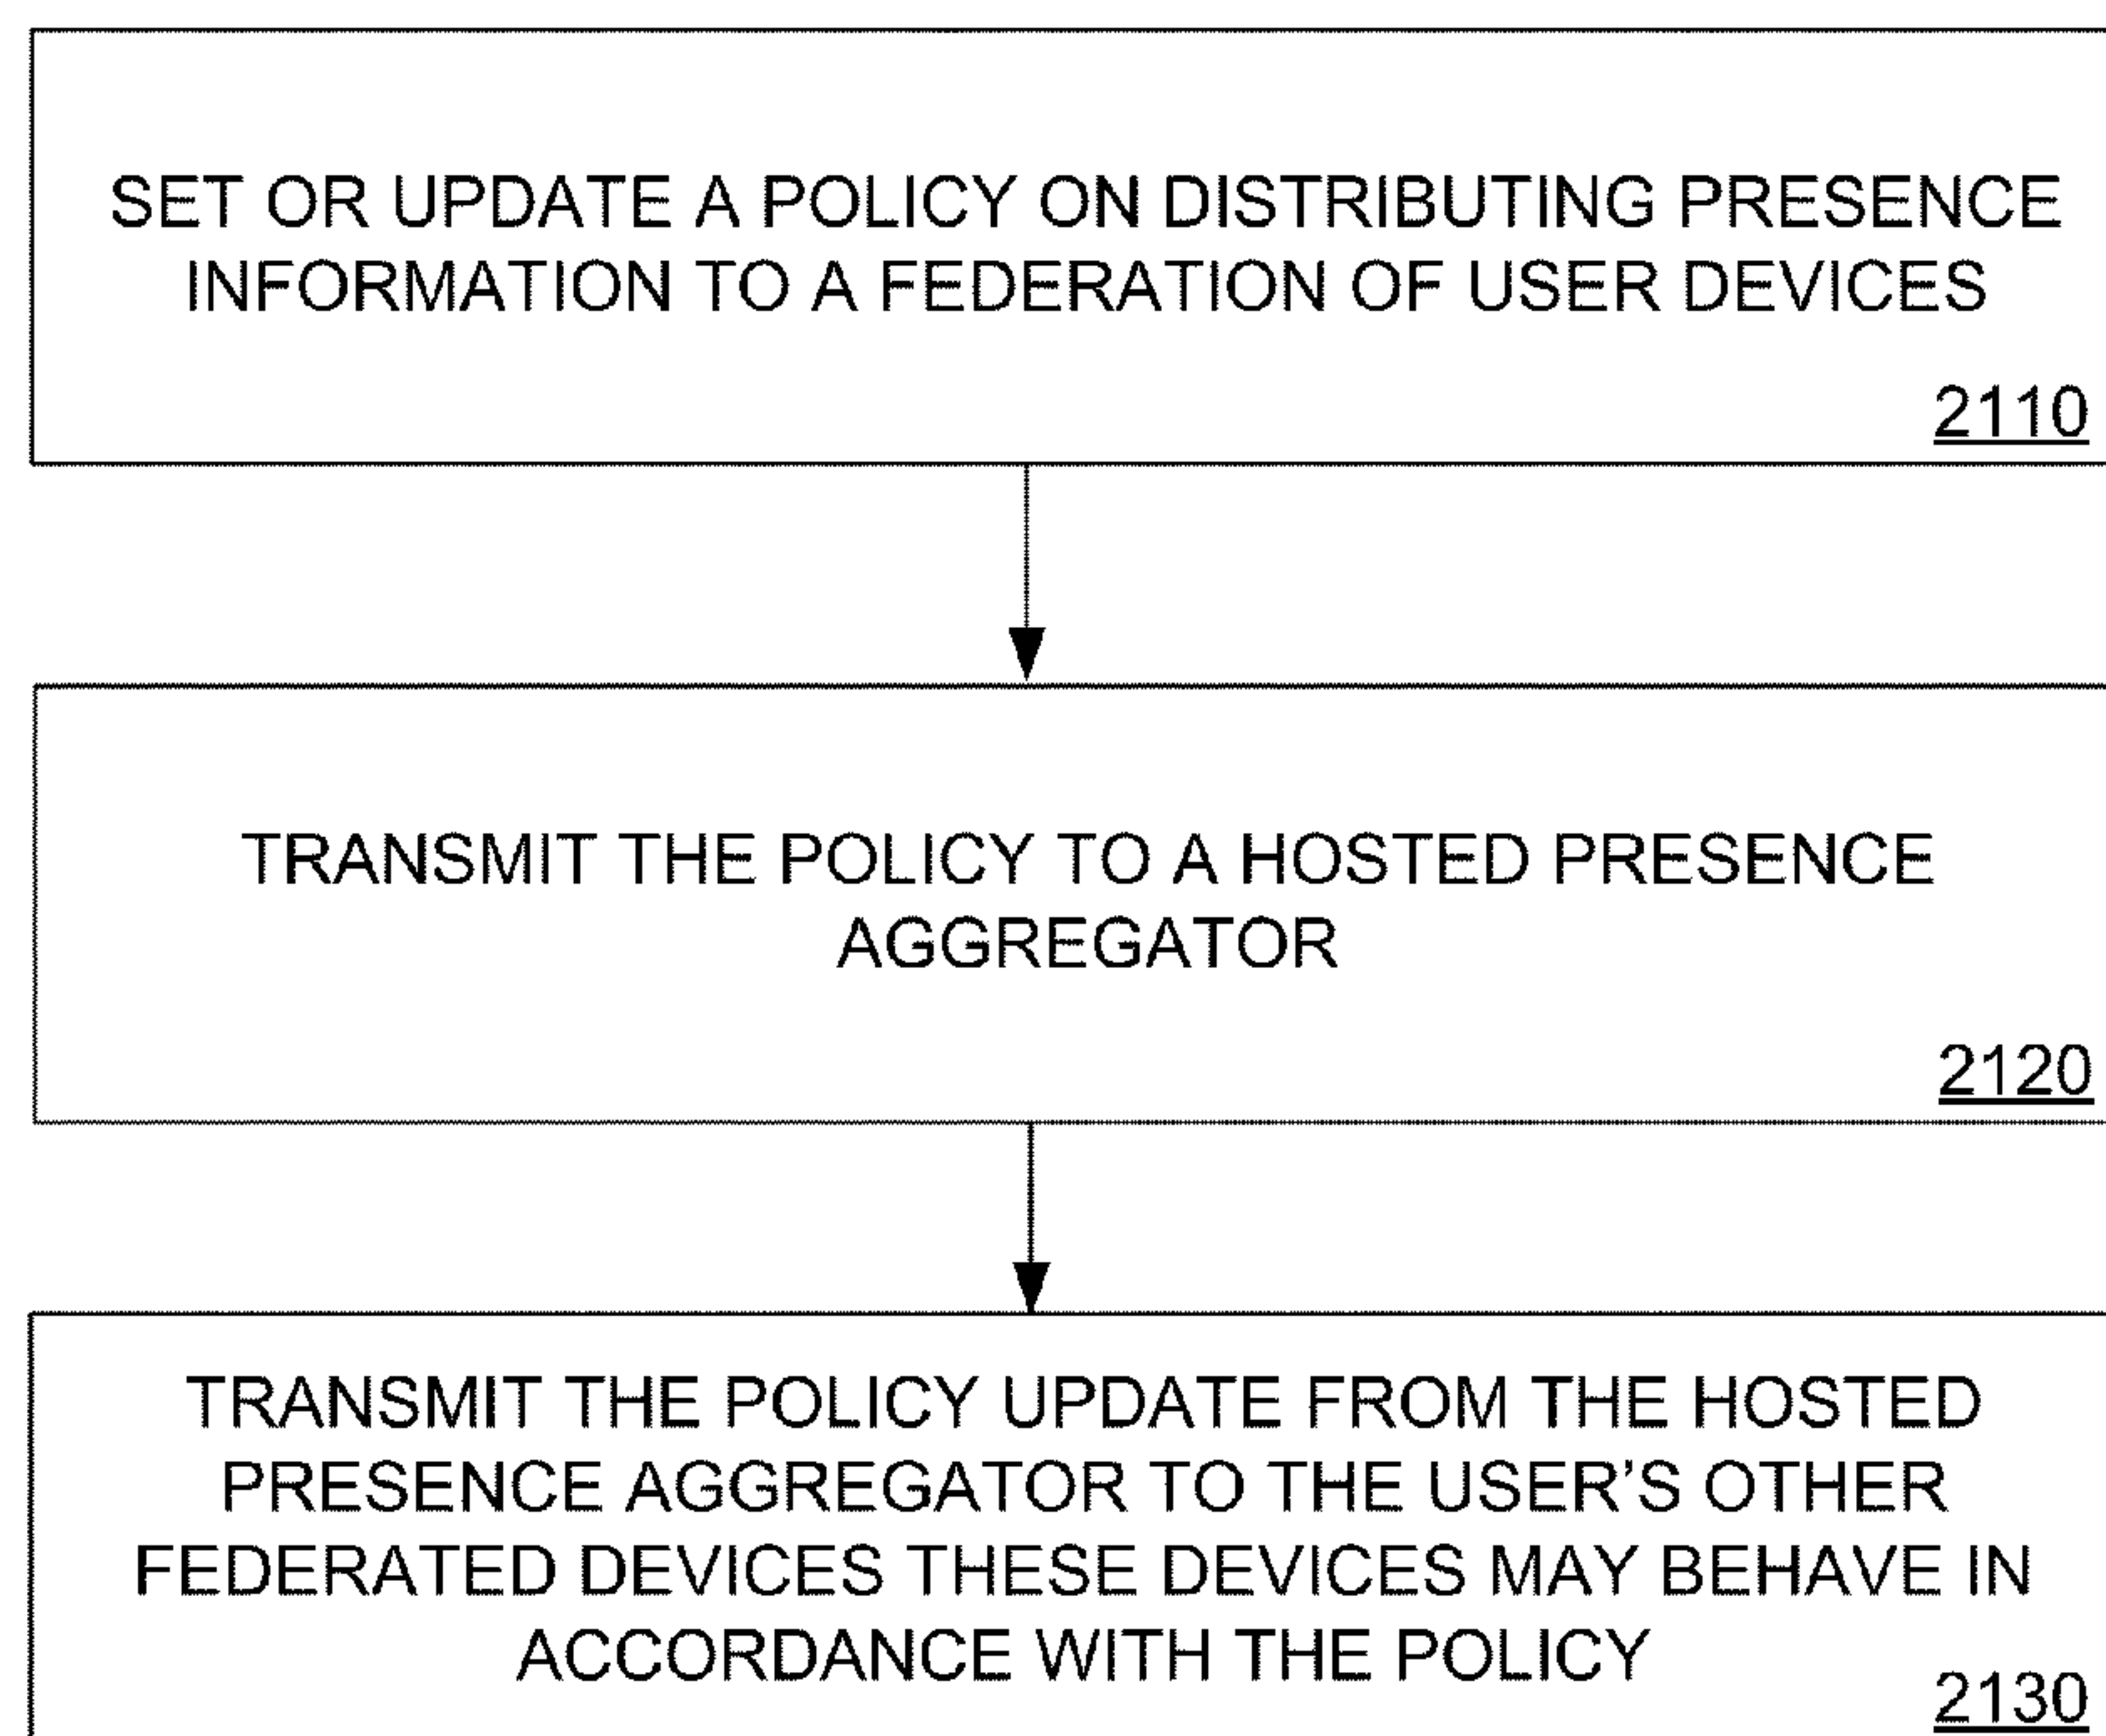 SET OR UPDATE A POLICY ON DISTRIBUTING PRESENCE
INFORMATION TO A FEDERATION OF USER DEVICES
2110
TRANSMIT THE POLICY TO A HOSTED PRESENCE
AGGREGATOR
2120
TRANSMIT THE POLICY UPDATE FROM THE HOSTED
PRESENCE AGGREGATOR TO THE USER'S OTHER
FEDERATED DEVICES THESE DEVICES MAY BEHAVE IN
ACCORDANCE WITH THE POLICY
2130